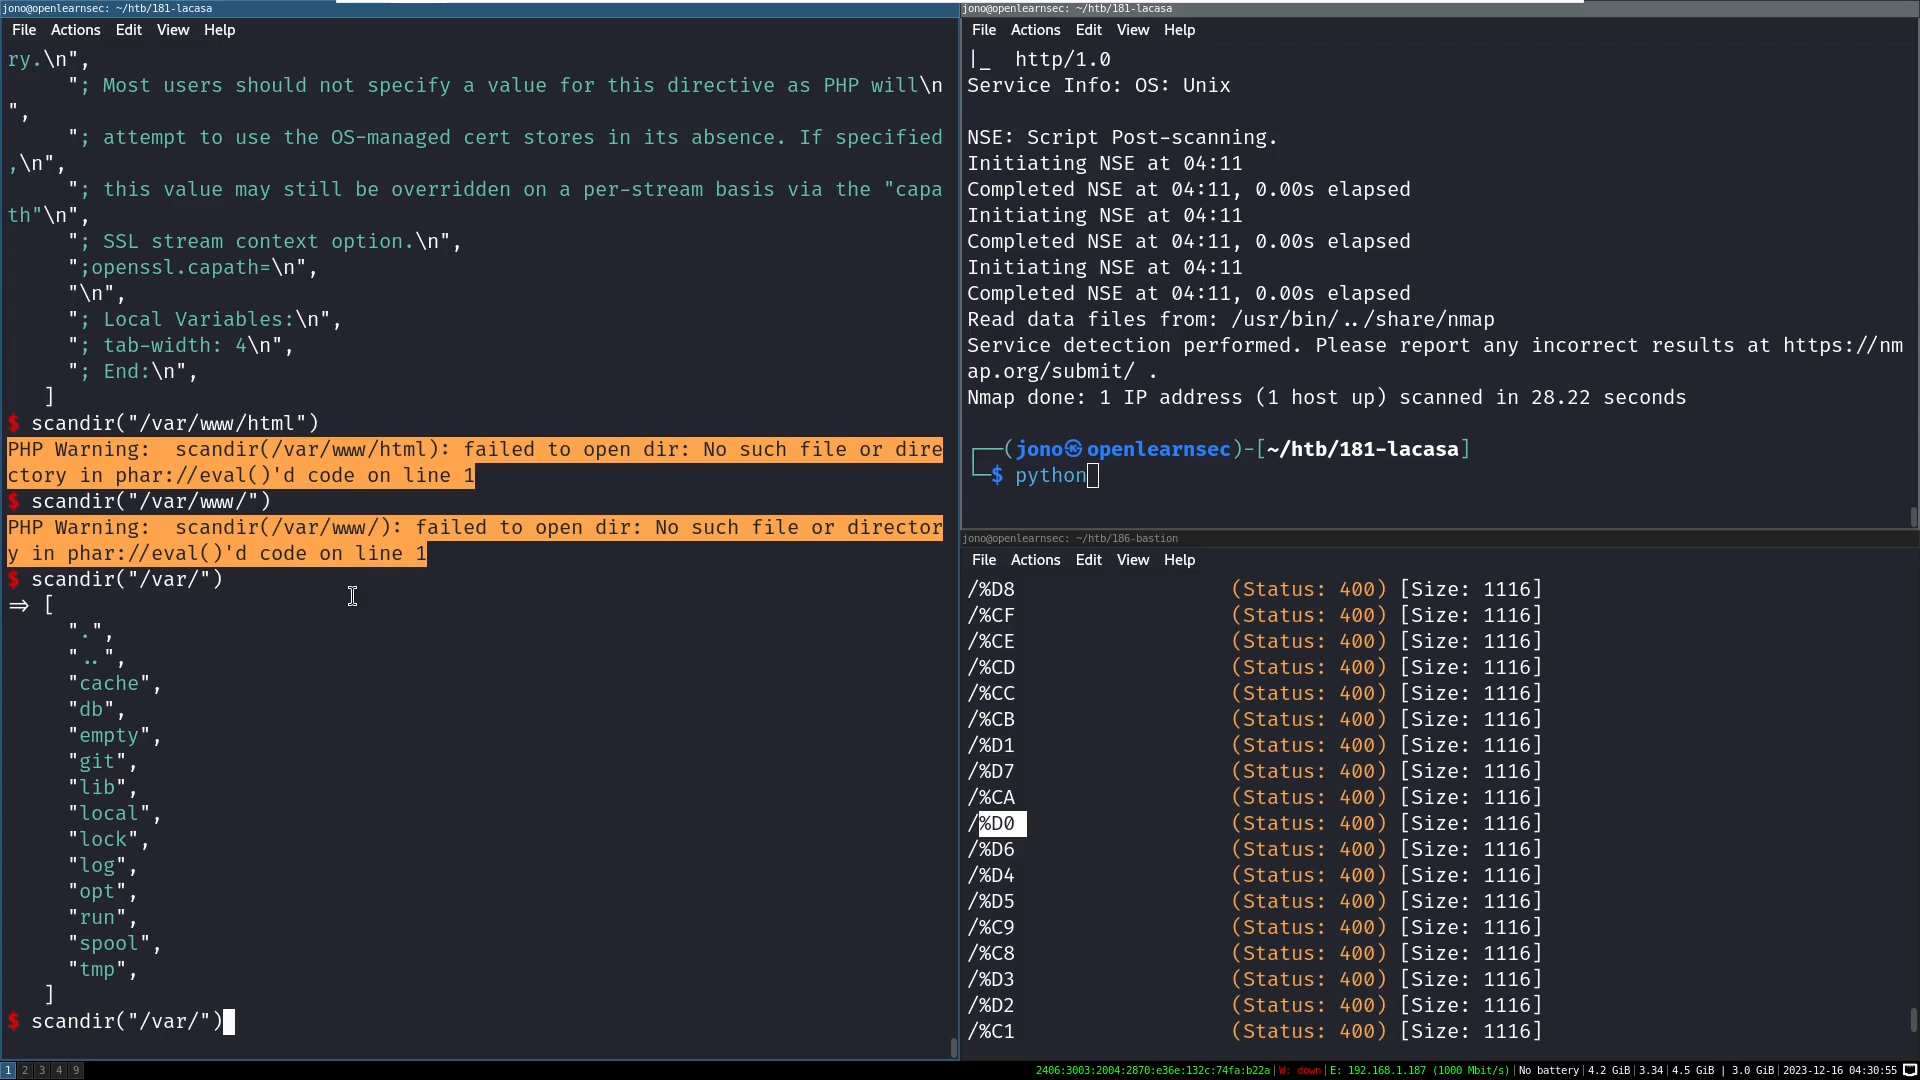 jono@openlearnsec: ~/htb/181-lacasa
File Actions Edit View Help
ry.\n",
"; Most users should not specify a value for this directive as PHP will\n
",
"; attempt to use the OS-managed cert stores in its absence. If specified
,\n",
"; this value may still be overridden on a per-stream basis via the "capa
th"\n",
"; SSL stream context option.\n",
";openssl.capath=\n",
"\n",
"; Local Variables:\n",
"; tab-width: 4\n",
"; End:\n",
]
$ scandir("/var/www/html")
PHP Warning:  scandir(/var/www/html): failed to open dir: No such file or dire
ctory in phar://eval()'d code on line 1
$ scandir("/var/www/")
PHP Warning:  scandir(/var/www/): failed to open dir: No such file or director
y in phar://eval()'d code on line 1
$ scandir("/var/")
⇒ [
".",
"..",
"cache",
"db",
"empty",
"git",
"lib",
"local",
"lock",
"log",
"opt",
"run",
"spool",
"tmp",
]
$ scandir("/var/")
jono@openlearnsec: ~/htb/181-lacasa
File Actions Edit View Help
|_  http/1.0
Service Info: OS: Unix
NSE: Script Post-scanning.
Initiating NSE at 04:11
Completed NSE at 04:11, 0.00s elapsed
Initiating NSE at 04:11
Completed NSE at 04:11, 0.00s elapsed
Initiating NSE at 04:11
Completed NSE at 04:11, 0.00s elapsed
Read data files from: /usr/bin/../share/nmap
Service detection performed. Please report any incorrect results at https://nm
ap.org/submit/ .
Nmap done: 1 IP address (1 host up) scanned in 28.22 seconds
┌──(jono㉿openlearnsec)-[~/htb/181-lacasa]
└─$ python
jono@openlearnsec: ~/htb/186-bastion
File Actions Edit View Help
/%D8 (Status: 400) [Size: 1116]
/%CF (Status: 400) [Size: 1116]
/%CE (Status: 400) [Size: 1116]
/%CD (Status: 400) [Size: 1116]
/%CC (Status: 400) [Size: 1116]
/%CB (Status: 400) [Size: 1116]
/%D1 (Status: 400) [Size: 1116]
/%D7 (Status: 400) [Size: 1116]
/%CA (Status: 400) [Size: 1116]
/%D0 (Status: 400) [Size: 1116]
/%D6 (Status: 400) [Size: 1116]
/%D4 (Status: 400) [Size: 1116]
/%D5 (Status: 400) [Size: 1116]
/%C9 (Status: 400) [Size: 1116]
/%C8 (Status: 400) [Size: 1116]
/%D3 (Status: 400) [Size: 1116]
/%D2 (Status: 400) [Size: 1116]
/%C1 (Status: 400) [Size: 1116]
1 2 3 4 9
2406:3003:2004:2870:e36e:132c:74fa:b22a|W: down|E: 192.168.1.187 (1000 Mbit/s)|No battery|4.2 GiB|3.34|4.5 GiB | 3.0 GiB|2023-12-16 04:30:55